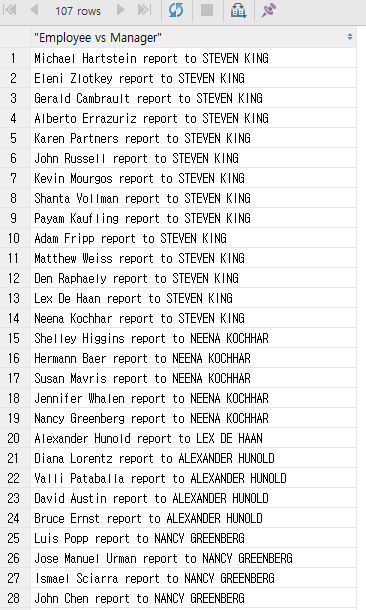 107 rows
"Employee vs Manager"
1 Michael Hartstein report to STEVEN KING
2 Eleni Zlotkey report to STEVEN KING
3 Gerald Cambrault report to STEVEN KING
4 Alberto Errazuriz report to STEVEN KING
5 Karen Partners report to STEVEN KING
6 John Russell report to STEVEN KING
7 Kevin Mourgos report to STEVEN KING
8 Shanta Vollman report to STEVEN KING
9 Payam Kaufling report to STEVEN KING
10 Adam Fripp report to STEVEN KING
11 Matthew Weiss report to STEVEN KING
12 Den Raphaely report to STEVEN KING
13 Lex De Haan report to STEVEN KING
14 Neena Kochhar report to STEVEN KING
15 Shelley Higgins report to NEENA KOCHHAR
16 Hermann Baer report to NEENA KOCHHAR
17 Susan Mavris report to NEENA KOCHHAR
18 Jennifer Whalen report to NEENA KOCHHAR
19 Nancy Greenberg report to NEENA KOCHHAR
20 Alexander Hunold report to LEX DE HAAN
21 Diana Lorentz report to ALEXANDER HUNOLD
22 Valli Pataballa report to ALEXANDER HUNOLD
23 David Austin report to ALEXANDER HUNOLD
24 Bruce Ernst report to ALEXANDER HUNOLD
25 Luis Popp report to NANCY GREENBERG
26 Jose Manuel Urman report to NANCY GREENBERG
27 Ismael Sciarra report to NANCY GREENBERG
28 John Chen report to NANCY GREENBERG